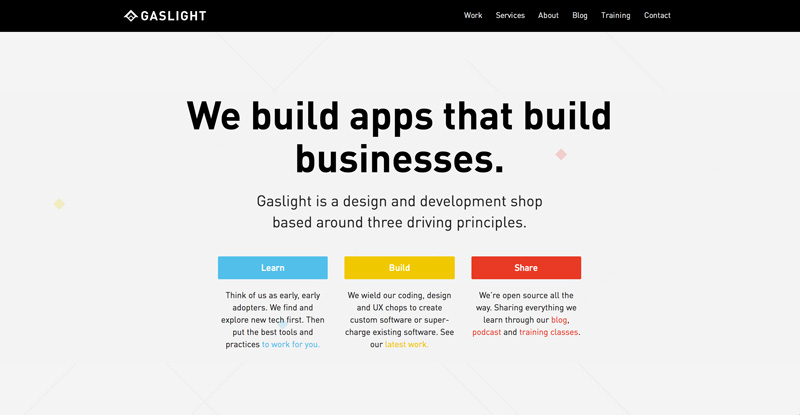 GASLIGHT
Work Services About Blog Training Contact
We build apps that build
businesses.
Gaslight is a design and development shop
based around three driving principles.
Learn
Think of us as early, early
adopters. We find and
explore new tech first. Then
put the best tools and
practices to work for you.
Build
We wield our coding, design
and UX chops to create
custom software or super-
charge existing software. See
our latest work.
Share
We're open source all the
way. Sharing everything we
learn through our blog,
podcast and training classes.